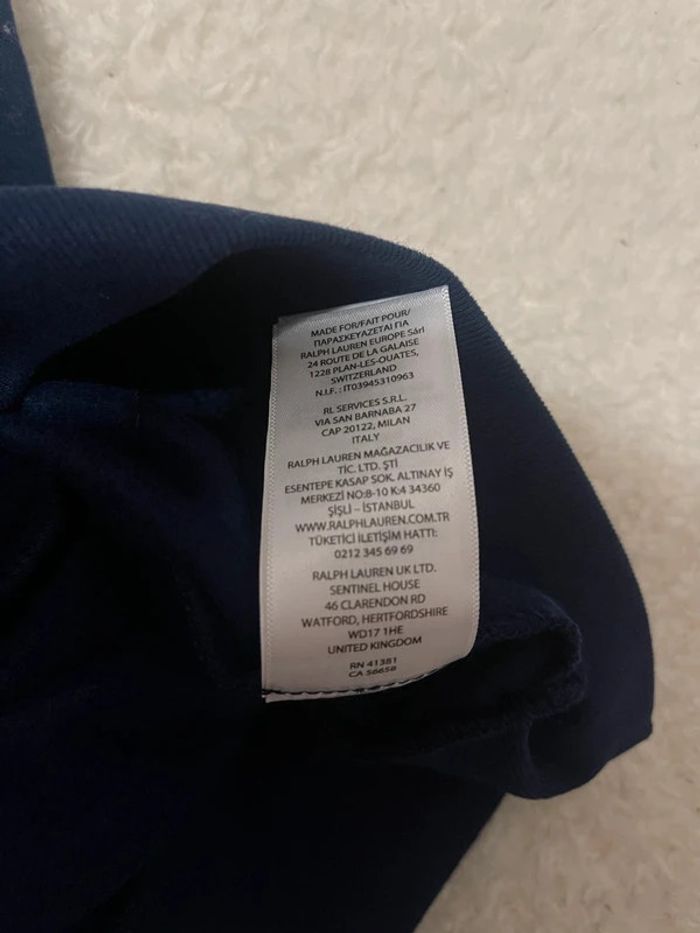 MADE FOR/FAIT POUR/
ΠΑΡΑΣΚΕΥΑΖΕΤΑΙ ΓΙΑ
RALPH LAUREN EUROPE Sárl
24 ROUTE DE LA GALAISE
1228 PLAN-LES-OUATES,
SWITZERLAND
N.I.F. : IT03945310963
RL SERVICES S.R.L.
VIA SAN BARNABA 27
CAP 20122, MILAN
ITALY
RALPH LAUREN MAĞAZACILIK VE
TİC. LTD. ŞTİ
ESENTEPE KASAP SOK. ALTINAY İŞ
MERKEZİ NO:8-10 K:4 34360
ŞİŞLİ – İSTANBUL
WWW.RALPHLAUREN.COM.TR
TÜKETİCİ İLETİŞİM HATTI:
0212 345 69 69
RALPH LAUREN UK LTD.
SENTINEL HOUSE
46 CLARENDON RD
WATFORD, HERTFORDSHIRE
WD17 1HE
UNITED KINGDOM
RN 41381
CA 56658